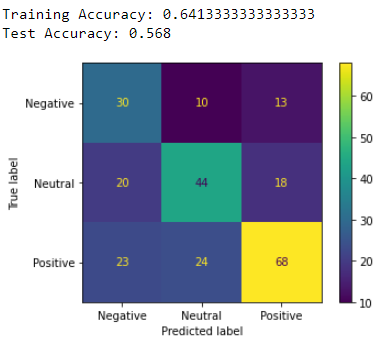 Training Accuracy: 0.6413333333333333
Test Accuracy: 0.568
Negative 30 10 13
Neutral 20 44 18
Positive 23 24 68
Negative Neutral Positive
Predicted label
True label
60
50
40
30
20
10